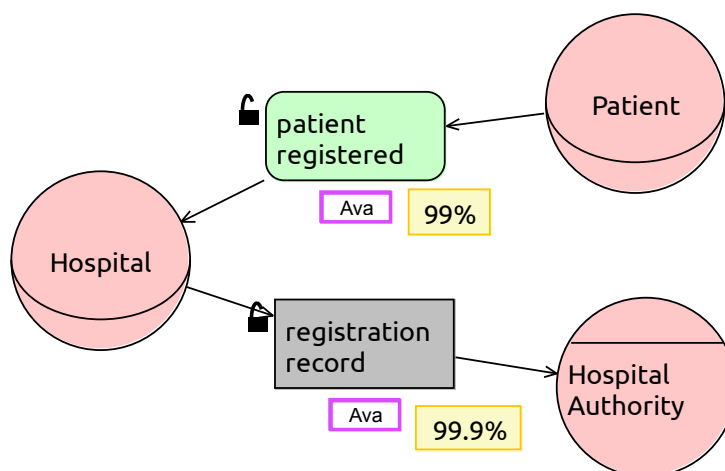 Patient
patient
registered
Ava
99%
Hospital
registration
record
Hospital
Authority
Ava
99.9%